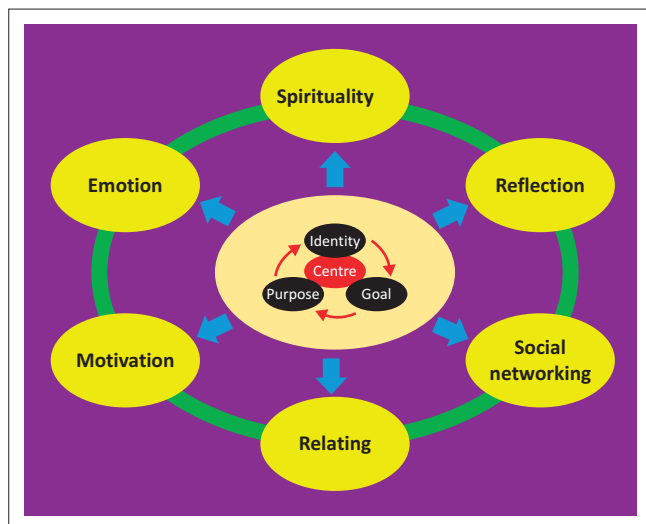 Spirituality
Emotion
Reflection
Identity
Centre
Purpose
Goal
Motivation
Social
networking
Relating